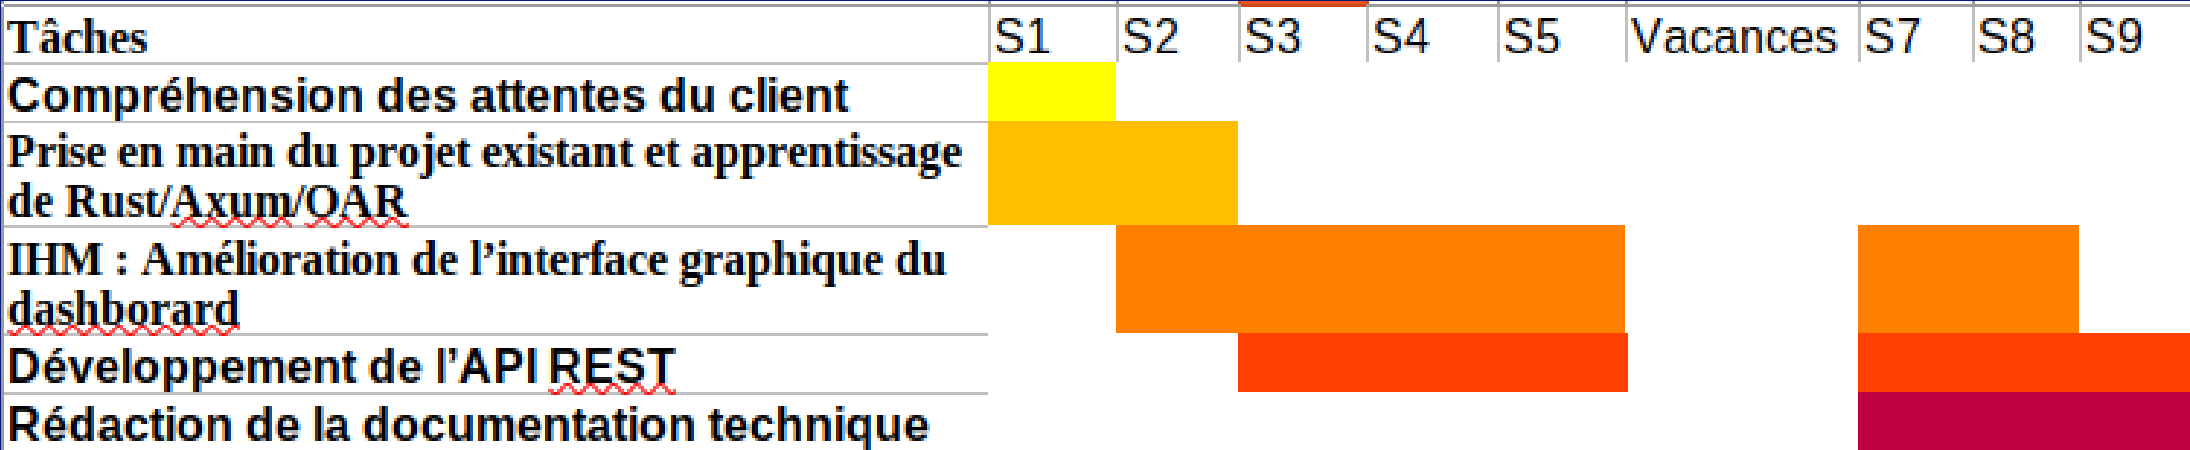 Tâches S1 S2 S3 S4 S5 Vacances S7 S8 S9
Compréhension des attentes du client
Prise en main du projet existant et apprentissage
de Rust/Axum/OAR
IHM : Amélioration de l’interface graphique du
dashborard
Développement de l’API REST
Rédaction de la documentation technique